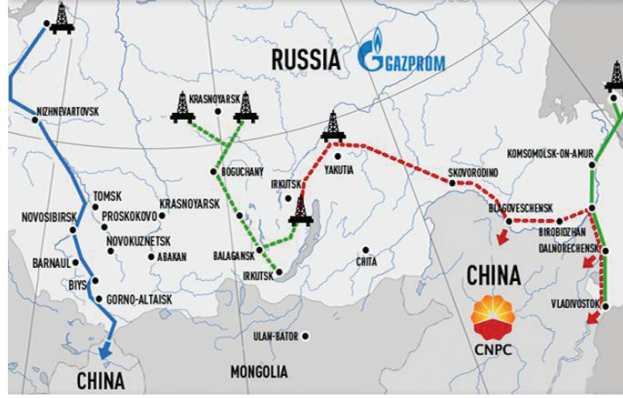 RUSSIA
GAZPROM
NIZHNEVARTOVSK
KRASNOYARSK
KOMSOMOLSK-ON-AMUR
BOGUCHANY
IRKUTSK
YAKUTIA
SKOVORODINO
TOMSK
KRASNOYARSK
NOVOSIBIRSK
PROSKOKOVO
BLAGOVESCHENSK
BIROBIDZHAN
NOVOKUZNETSK
DALNORECHENSK
BARNAUL
ABAKAN
BALAGANSK
CHITA
BIYS
IRKUTSK
CHINA
GORNO-ALTAISK
VLADIVOSTOK
ULAN-BATOR
CNPC
CHINA
MONGOLIA